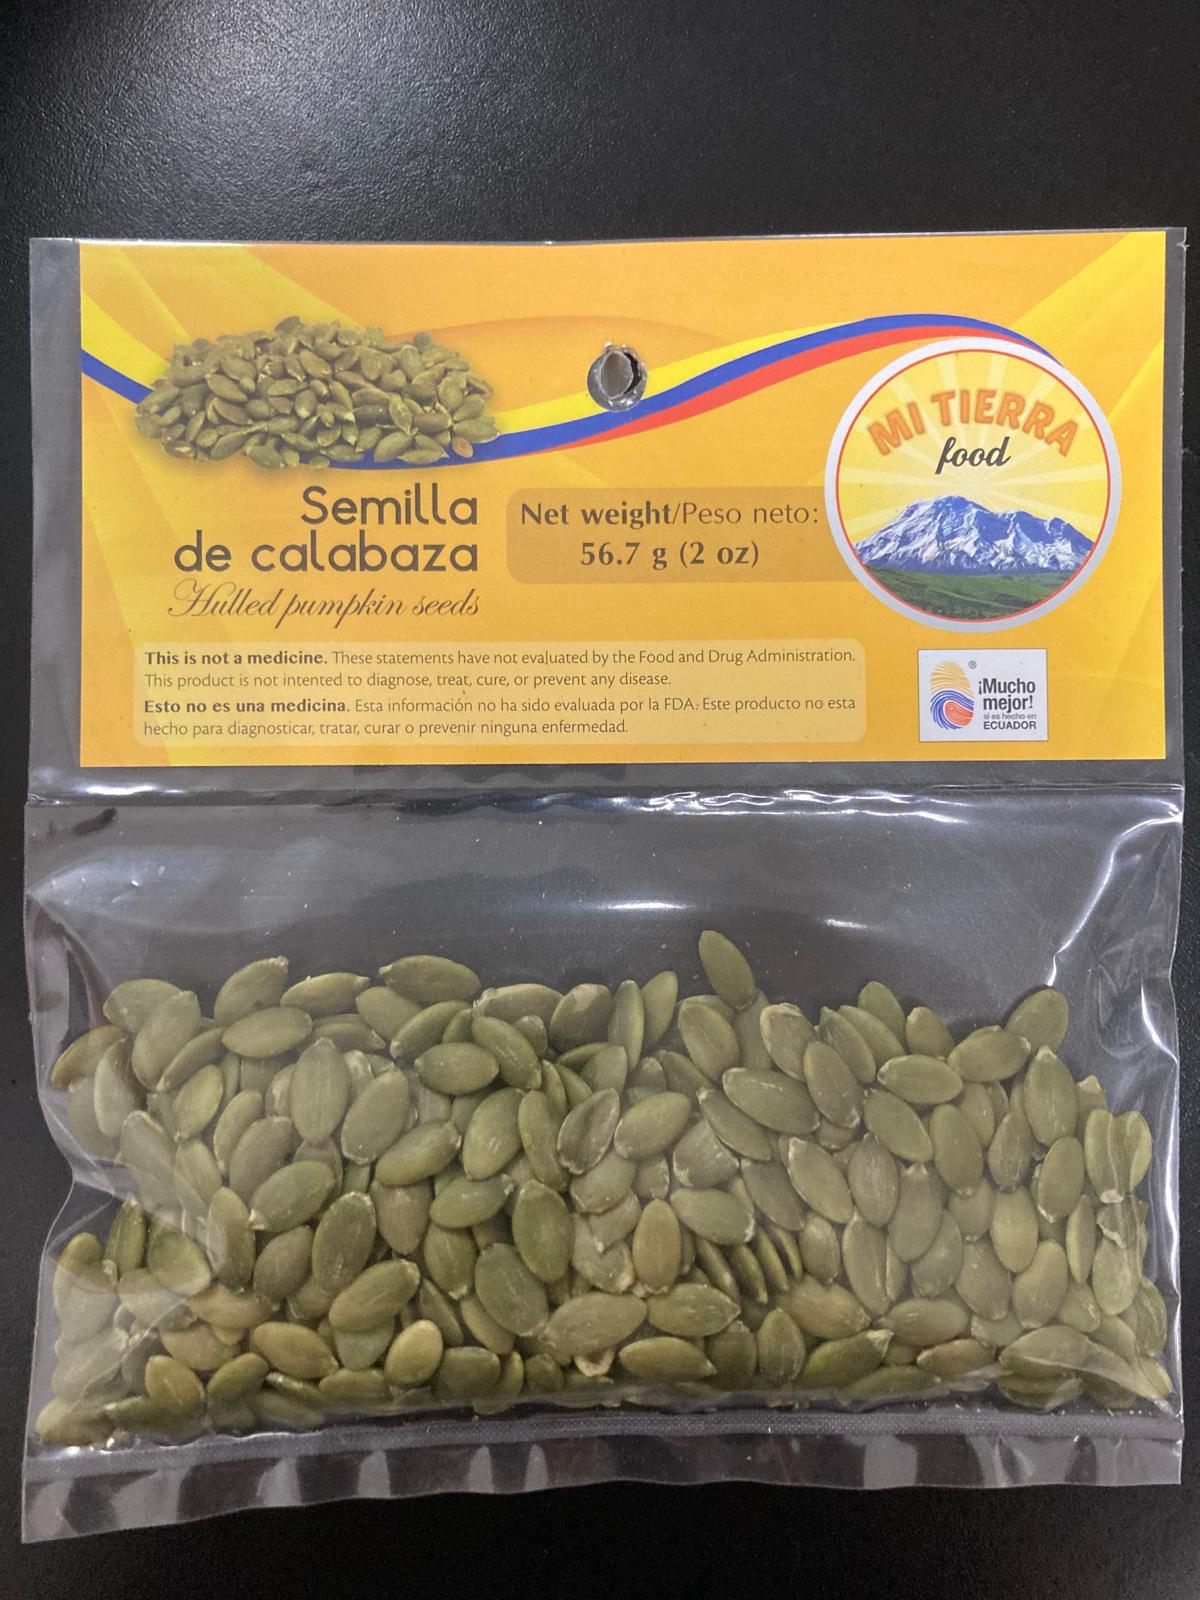 MI TIERRA
food
Semilla
de calabaza
Hulled pumpkin seeds
Net weight/Peso neto:
56.7 g (2 oz)
This is not a medicine. These statements have not evaluated by the Food and Drug Administration.
This product is not intented to diagnose, treat, cure, or prevent any disease.
Esto no es una medicina. Esta información no ha sido evaluada por la FDA. Este producto no esta
hecho para diagnosticar, tratar, curar o prevenir ninguna enfermedad.
®
¡Mucho
mejor!
si es hecho en
ECUADOR